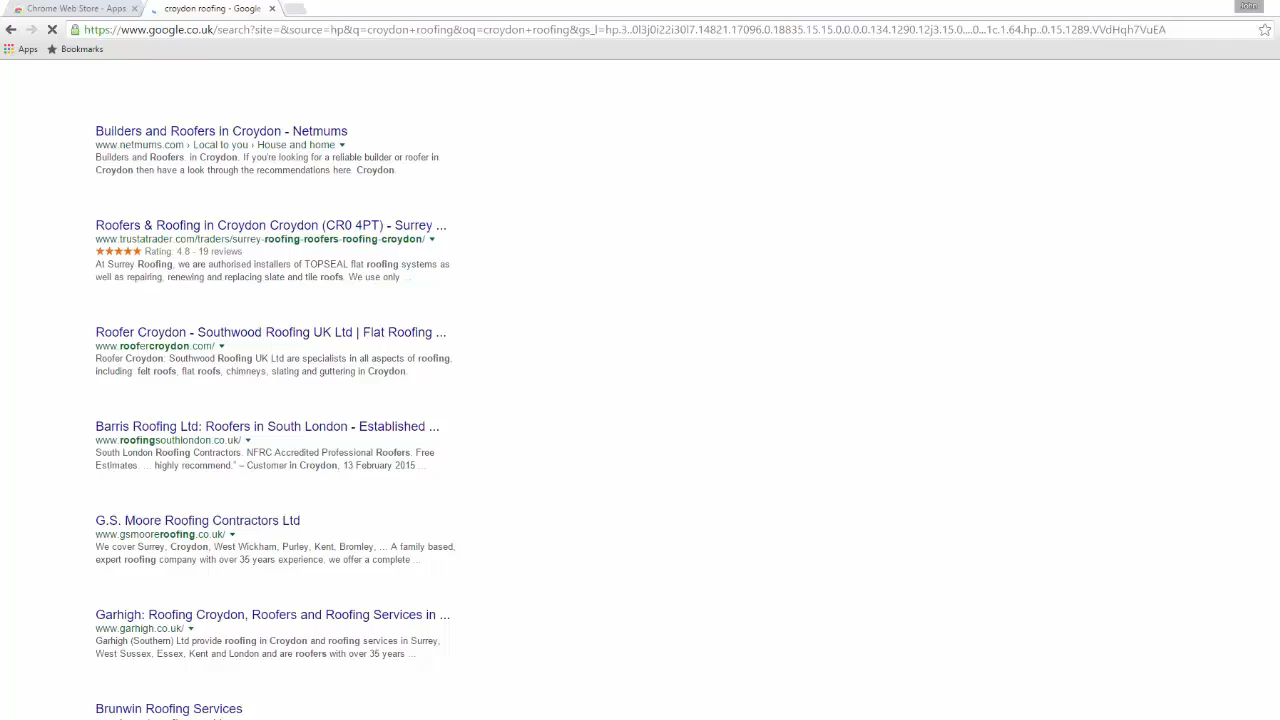 Chrome Web Store - Apps
croydon roofing - Google
John
https://www.google.co.uk/search?site=&source=hp&q=croydon+roofing&oq=croydon+roofing&gs_l=hp.3..0l3j0i22i30l7.14821.17096.0.18835.15.15.0.0.0.0.134.1290.12j3.15.0....0...1c.1.64.hp..0.15.1289.VVdHqh7VuEA
Apps Bookmarks
Builders and Roofers in Croydon - Netmums
www.netmums.com › Local to you › House and home
Builders and Roofers. in Croydon. If you're looking for a reliable builder or roofer in
Croydon then have a look through the recommendations here. Croydon.
Roofers & Roofing in Croydon Croydon (CR0 4PT) - Surrey ...
www.trustatrader.com/traders/surrey-roofing-roofers-roofing-croydon/
Rating: 4.8 - 19 reviews
At Surrey Roofing, we are authorised installers of TOPSEAL flat roofing systems as
well as repairing, renewing and replacing slate and tile roofs. We use only ...
Roofer Croydon - Southwood Roofing UK Ltd | Flat Roofing ...
www.roofercroydon.com/
Roofer Croydon: Southwood Roofing UK Ltd are specialists in all aspects of roofing,
including: felt roofs, flat roofs, chimneys, slating and guttering in Croydon.
Barris Roofing Ltd: Roofers in South London - Established ...
www.roofingsouthlondon.co.uk/
South London Roofing Contractors. NFRC Accredited Professional Roofers. Free
Estimates. ... highly recommend." – Customer in Croydon, 13 February 2015 ...
G.S. Moore Roofing Contractors Ltd
www.gsmooreroofing.co.uk/
We cover Surrey, Croydon, West Wickham, Purley, Kent, Bromley, ... A family based,
expert roofing company with over 35 years experience, we offer a complete ...
Garhigh: Roofing Croydon, Roofers and Roofing Services in ...
www.garhigh.co.uk/
Garhigh (Southern) Ltd provide roofing in Croydon and roofing services in Surrey,
West Sussex, Essex, Kent and London and are roofers with over 35 years ...
Brunwin Roofing Services